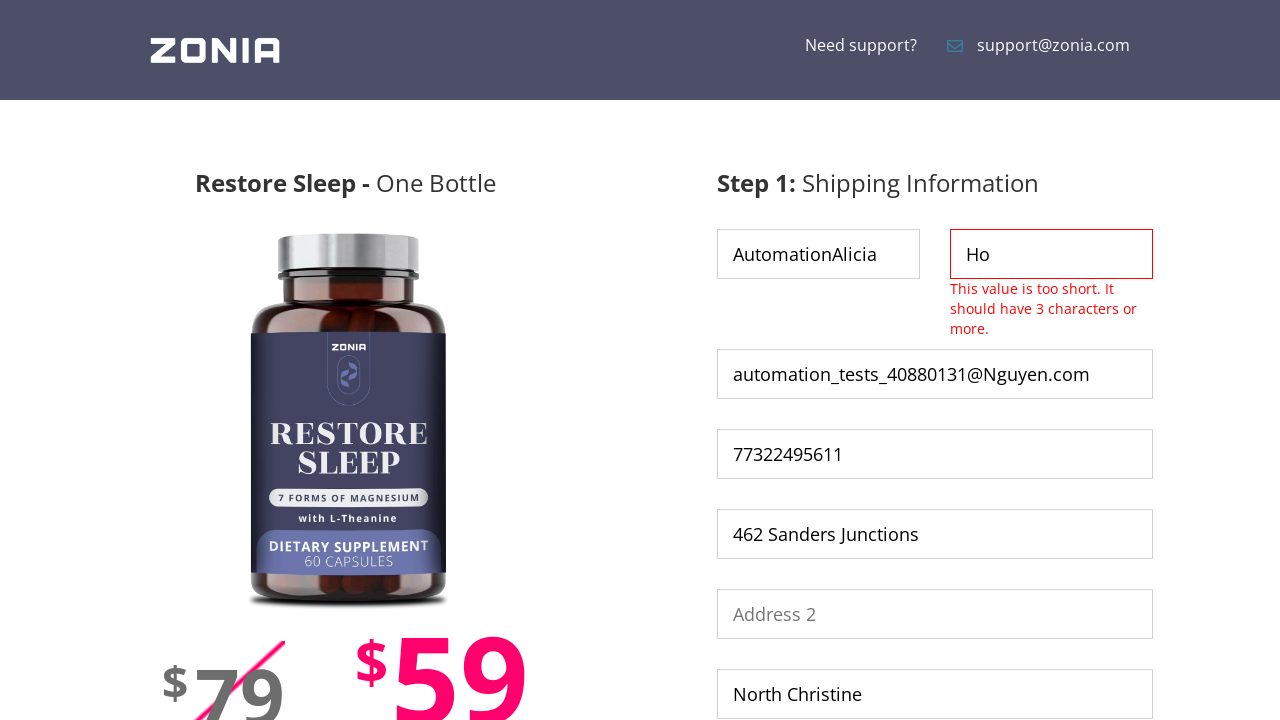 ZONIA
Need support?
support@zonia.com
Restore Sleep - One Bottle
ZONIA
RESTORE
SLEEP
7 FORMS OF MAGNESIUM
with L-Theanine
DIETARY SUPPLEMENT
60 CAPSULES
$79
$59
Step 1: Shipping Information
AutomationAlicia
Ho
This value is too short. It
should have 3 characters or
more.
automation_tests_40880131@Nguyen.com
77322495611
462 Sanders Junctions
Address 2
North Christine